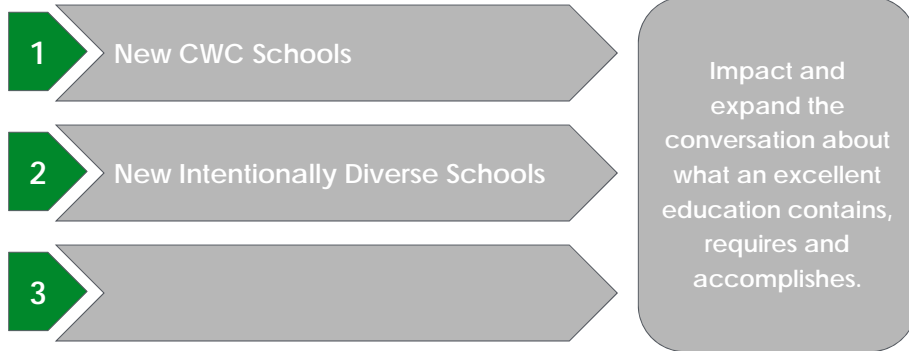 1
New CWC Schools
2
New Intentionally Diverse Schools
3
Impact and
expand the
conversation about
what an excellent
education contains,
requires and
accomplishes.